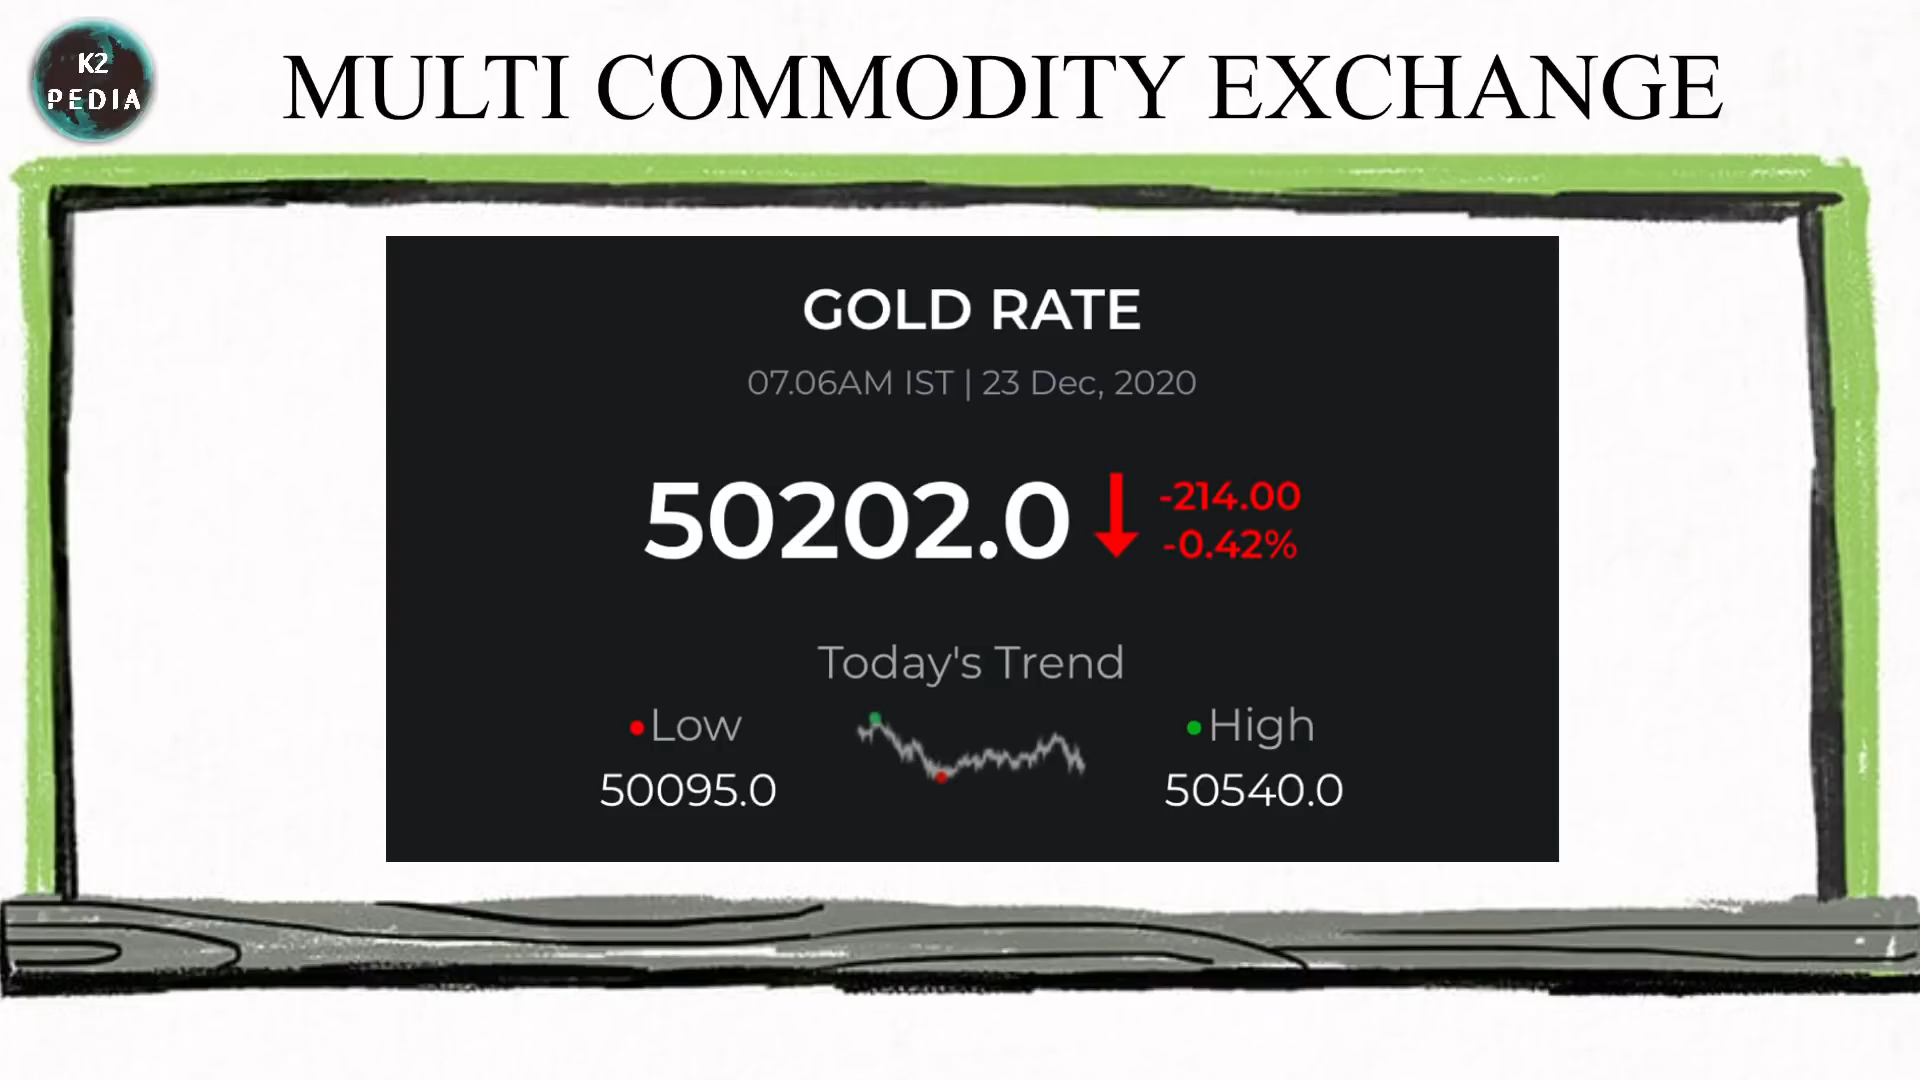 K2
PEDIA
MULTI COMMODITY EXCHANGE
GOLD RATE
07.06AM IST | 23 Dec, 2020
50202.0
-214.00
-0.42%
Today's Trend
Low
High
50095.0
50540.0